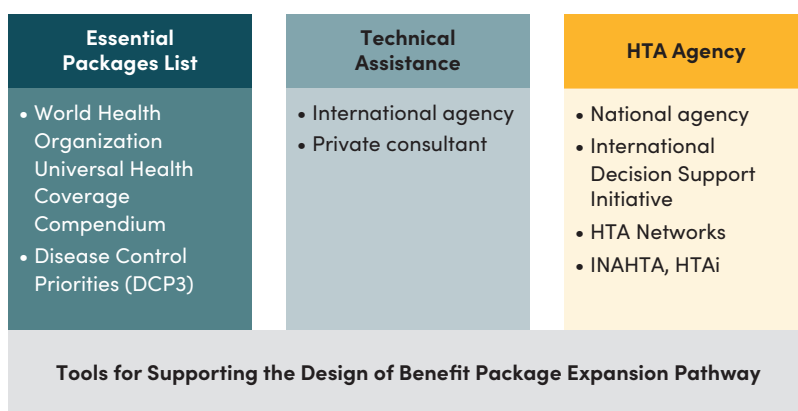 Essential
Packages List
• World Health
Organization
Universal Health
Coverage
Compendium
• Disease Control
Priorities (DCP3)
Technical
Assistance
• International agency
• Private consultant
HTA Agency
• National agency
• International
Decision Support
Initiative
• HTA Networks
• INAHTA, HTAi
Tools for Supporting the Design of Benefit Package Expansion Pathway